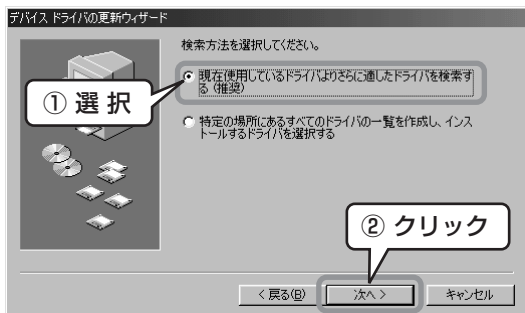 デバイス ドライバの更新ウィザード
検索方法を選択してください。
現在使用しているドライバよりさらに適したドライバを検索す
る (推奨)
① 選 択
特定の場所にあるすべてのドライバの一覧を作成し、インス
トールするドライバを選択する
② クリック
< 戻る(B)
次へ >
キャンセル